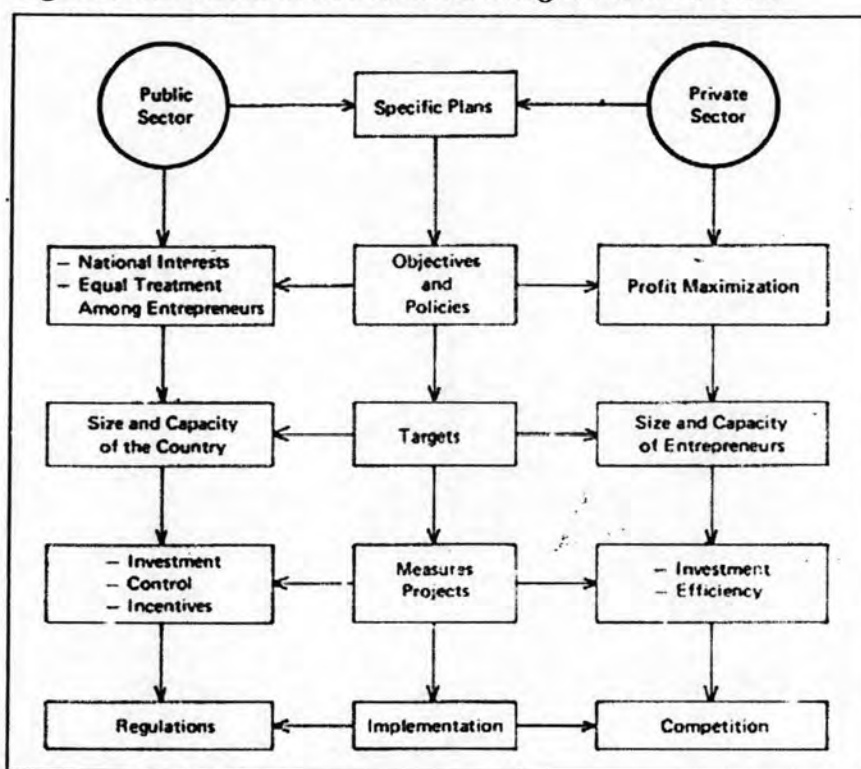 Public
Sector
Specific Plans
Private
Sector
– National Interests
– Equal Treatment
Among Entrepreneurs
Objectives
and
Policies
Profit Maximization
Size and Capacity
of the Country
Targets
Size and Capacity
of Entrepreneurs
– Investment
– Control
– Incentives
Measures
Projects
– Investment
– Efficiency
Regulations
Implementation
Competition